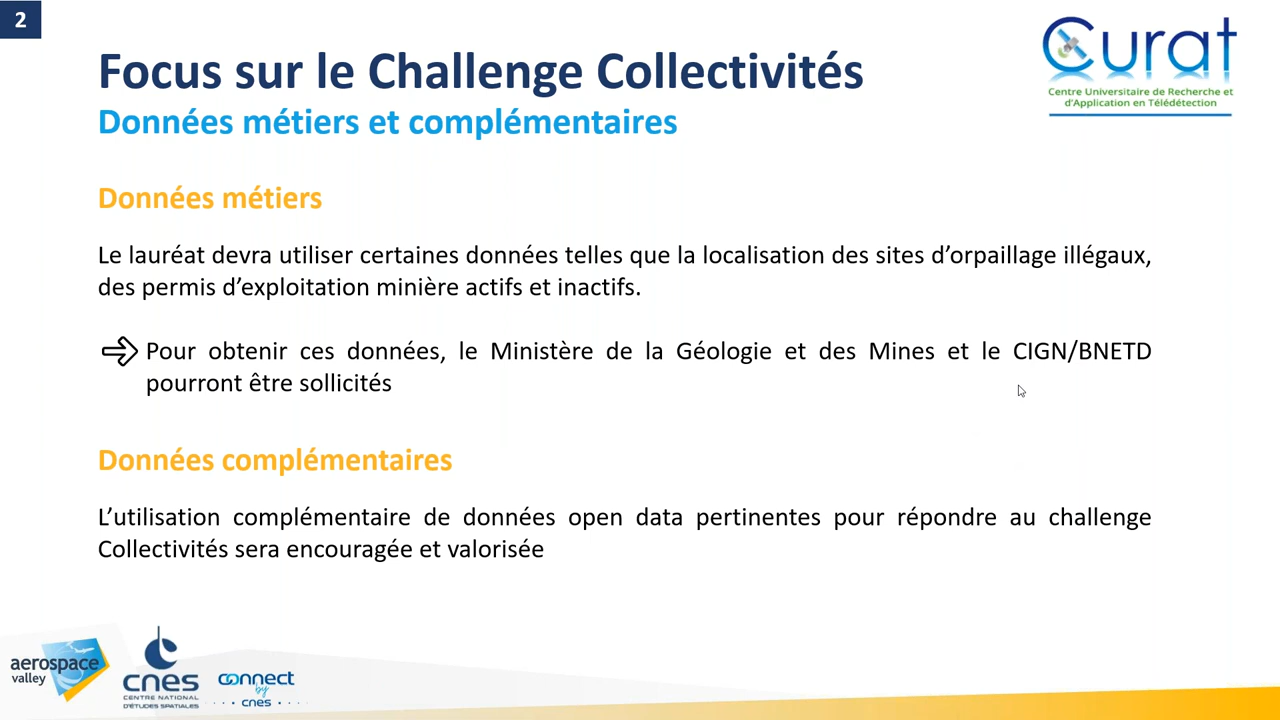 2
Focus sur le Challenge Collectivités
Données métiers et complémentaires
Curat
Centre Universitaire de Recherche et
d'Application en Télédétection
Données métiers
Le lauréat devra utiliser certaines données telles que la localisation des sites d’orpaillage illégaux,
des permis d’exploitation minière actifs et inactifs.
Pour obtenir ces données, le Ministère de la Géologie et des Mines et le CIGN/BNETD
pourront être sollicités
Données complémentaires
L’utilisation complémentaire de données open data pertinentes pour répondre au challenge
Collectivités sera encouragée et valorisée
aerospace
valley
cnes
CENTRE NATIONAL
D'ÉTUDES SPATIALES
connect
by
cnes